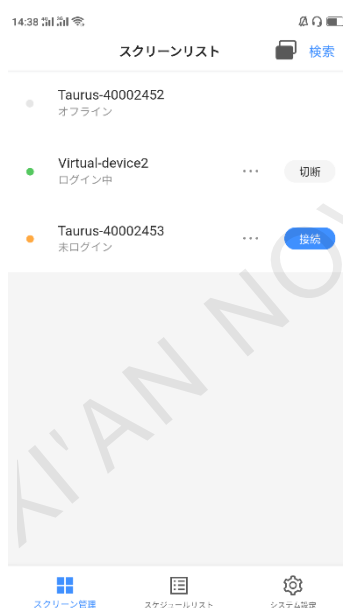 14:38
スクリーンリスト
検索
Taurus-40002452
オフライン
Virtual-device2
ログイン中
切断
Taurus-40002453
未ログイン
接続
XI'AN NOV
スクリーン管理
スケジュールリスト
システム設定